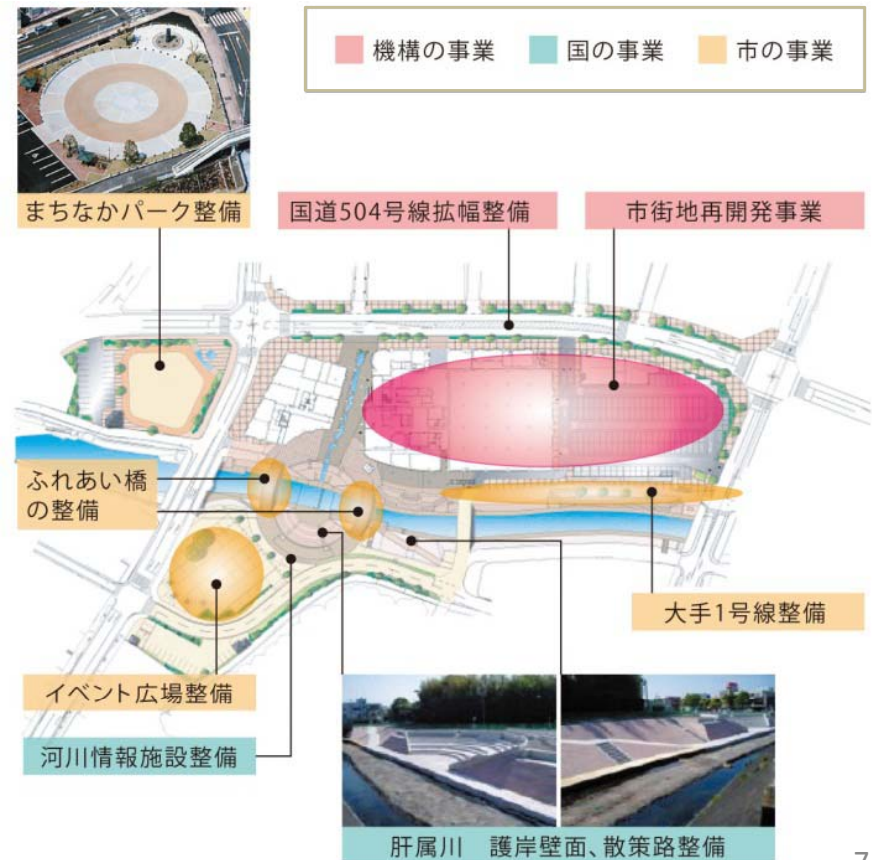 機構の事業 国の事業 市の事業
まちなかパーク整備
国道504号線拡幅整備
市街地再開発事業
ふれあい橋
の整備
大手1号線整備
イベント広場整備
河川情報施設整備
肝属川 護岸壁面、散策路整備
7